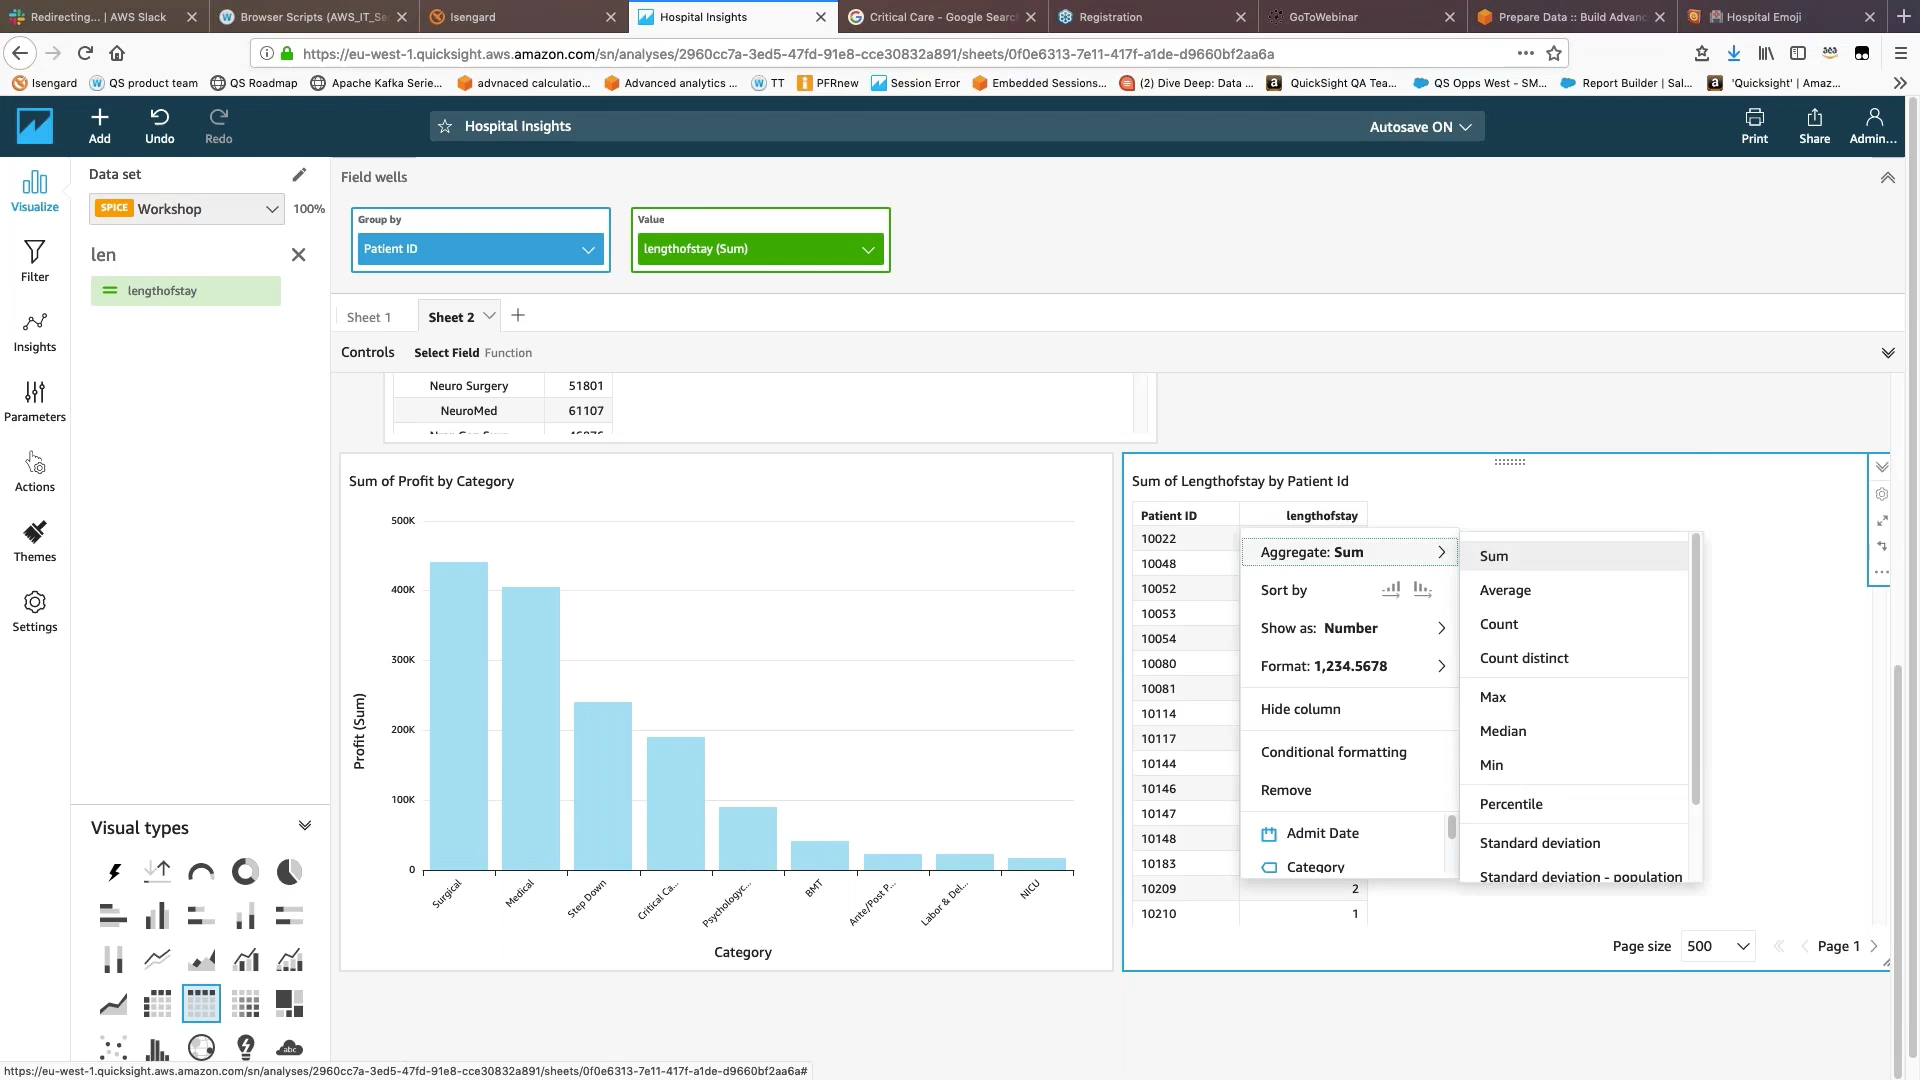 Redirecting... | AWS Slack
Browser Scripts (AWS_IT_Se
Isengard
Hospital Insights
Critical Care - Google Searc
Registration
GoToWebinar
Prepare Data :: Build Advan
Hospital Emoji
https://eu-west-1.quicksight.aws.amazon.com/sn/analyses/2960cc7a-3ed5-47fd-91e8-cce30832a891/sheets/0f0e6313-7e11-417f-a1de-d9660bf2aa6a
Isengard
QS product team
QS Roadmap
Apache Kafka Serie...
advnaced calculatio...
Advanced analytics ...
TT
PFRnew
Session Error
Embedded Sessions...
(2) Dive Deep: Data ...
QuickSight QA Tea...
QS Opps West - SM...
Report Builder | Sal...
'Quicksight' | Amaz...
Add
Undo
Redo
Hospital Insights
Autosave ON
Print
Share
Admin...
Visualize
Filter
Insights
Parameters
Actions
Themes
Settings
Data set
SPICE Workshop
100%
len
lengthofstay
Visual types
Field wells
Group by
Patient ID
Value
lengthofstay (Sum)
Sheet 1
Sheet 2
Controls
Select Field Function
Neuro Surgery 51801
NeuroMed 61107
Sum of Profit by Category
500K
400K
300K
200K
100K
0
Profit (Sum)
Surgical
Medical
Step Down
Critical Ca...
Psychologyc...
BMT
Ante/Post P...
Labor & Del...
NICU
Category
Sum of Lengthofstay by Patient Id
Patient ID lengthofstay
10022
10048
10052
10053
10054
10080
10081
10114
10117
10144
10146
10147
10148
10183
10209 2
10210 1
Aggregate: Sum
Sort by
Show as: Number
Format: 1,234.5678
Hide column
Conditional formatting
Remove
Admit Date
Category
Sum
Average
Count
Count distinct
Max
Median
Min
Percentile
Standard deviation
Standard deviation - population
Page size 500
Page 1
abc
https://eu-west-1.quicksight.aws.amazon.com/sn/analyses/2960cc7a-3ed5-47fd-91e8-cce30832a891/sheets/0f0e6313-7e11-417f-a1de-d9660bf2aa6a#